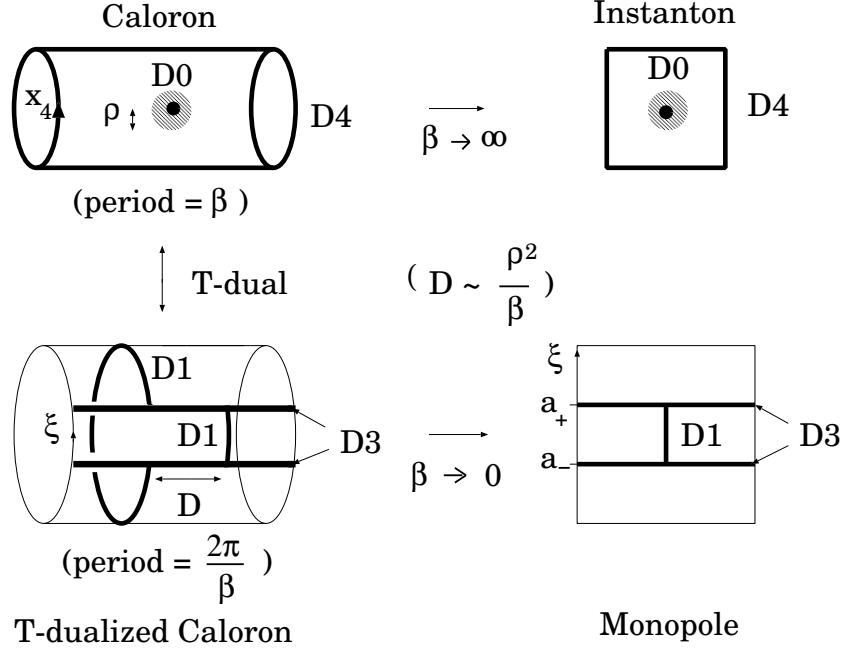 Caloron
Instanton
D0
x4
ρ
D4
β → ∞
D0
D4
(period = β )
T-dual
( D ~ ρ²/β )
D1
ξ
D1
D
D3
β → 0
ξ
a+
a−
D1
D3
(period = 2π/β )
T-dualized Caloron
Monopole